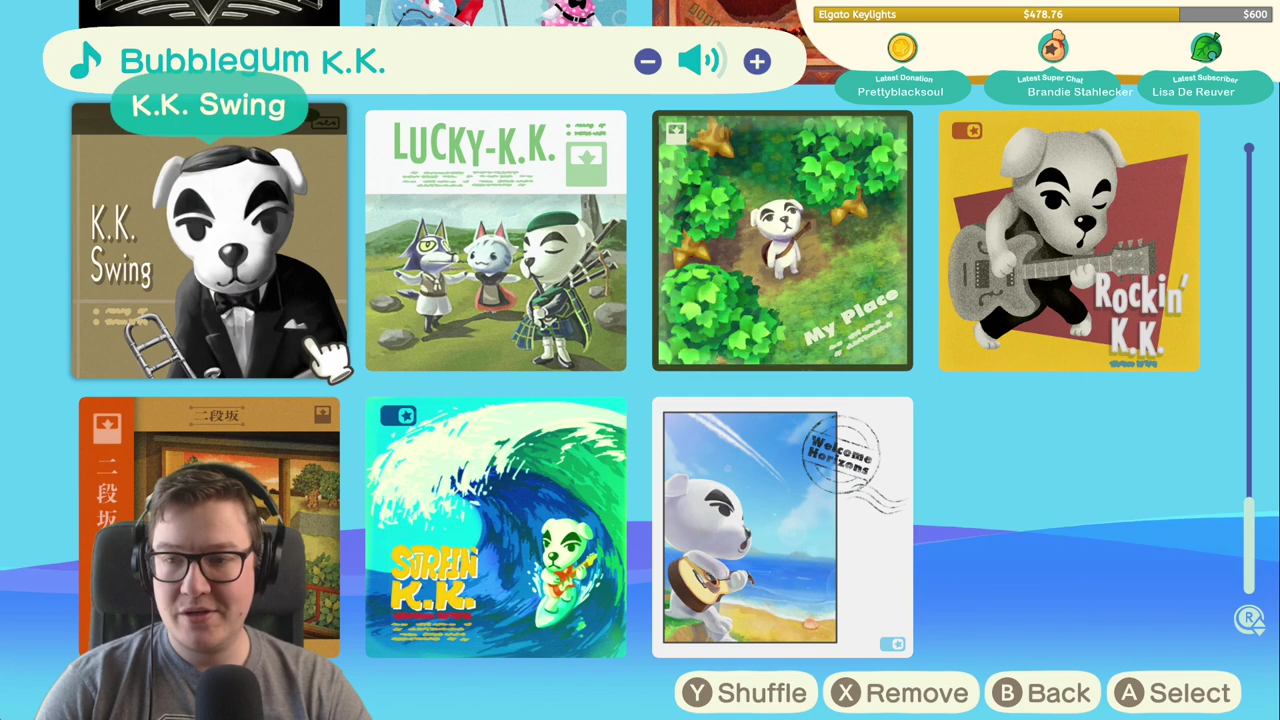 Elgato Keylights $478.76 $600
Bubblegum K.K.
Latest Donation
Prettyblacksoul
Latest Super Chat
Brandie Stahlecker
Latest Subscriber
Lisa De Reuver
K.K. Swing
K.K.
Swing
LUCKY-K.K.
My Place
Rockin'
K.K.
二段坂
二段坂
SURFIN
K.K.
Welcome
Horizons
R
Y Shuffle
X Remove
B Back
A Select